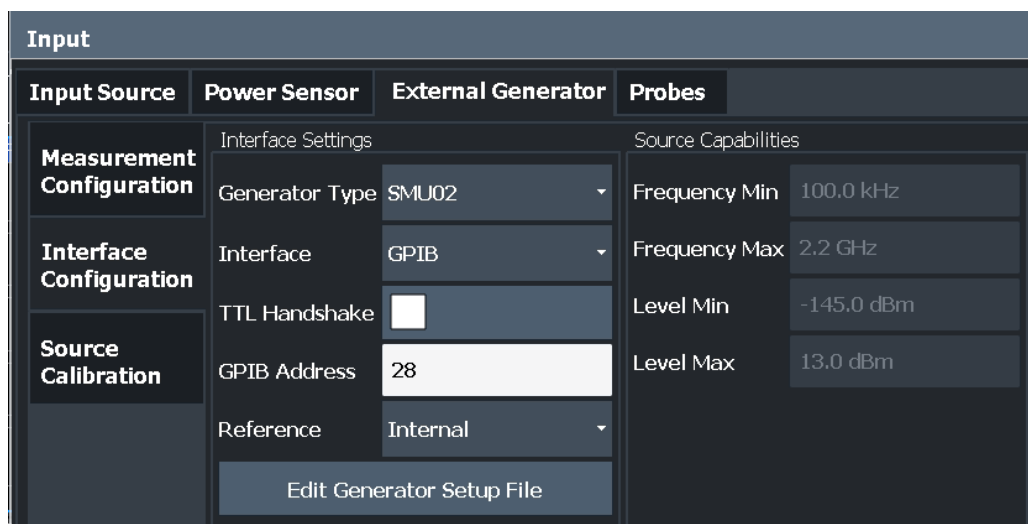 Input
Input Source
Power Sensor
External Generator
Probes
Measurement
Configuration
Interface
Configuration
Source
Calibration
Interface Settings
Generator Type SMU02
Interface GPIB
TTL Handshake
GPIB Address 28
Reference Internal
Edit Generator Setup File
Source Capabilities
Frequency Min 100.0 kHz
Frequency Max 2.2 GHz
Level Min -145.0 dBm
Level Max 13.0 dBm